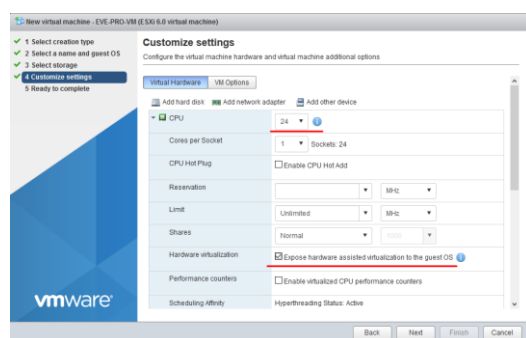 New virtual machine - EVE-PRO-VM (ESXi 6.0 virtual machine)
1 Select creation type
2 Select a name and guest OS
3 Select storage
4 Customize settings
5 Ready to complete
Customize settings
Configure the virtual machine hardware and virtual machine additional options
Virtual Hardware VM Options
Add hard disk Add network adapter Add other device
CPU 24
Cores per Socket 1 Sockets: 24
CPU Hot Plug Enable CPU Hot Add
Reservation MHz
Limit Unlimited MHz
Shares Normal 1000
Hardware virtualization Expose hardware assisted virtualization to the guest OS
Performance counters Enable virtualized CPU performance counters
Scheduling Affinity Hyperthreading Status: Active
vmware
Back Next Finish Cancel